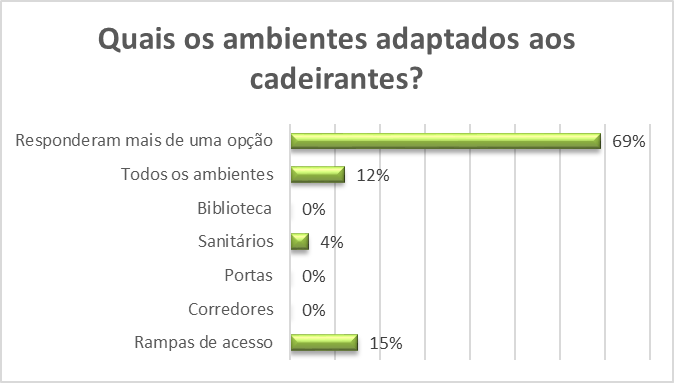 Quais os ambientes adaptados aos
cadeirantes?
Responderam mais de uma opção 69%
Todos os ambientes 12%
Biblioteca 0%
Sanitários 4%
Portas 0%
Corredores 0%
Rampas de acesso 15%